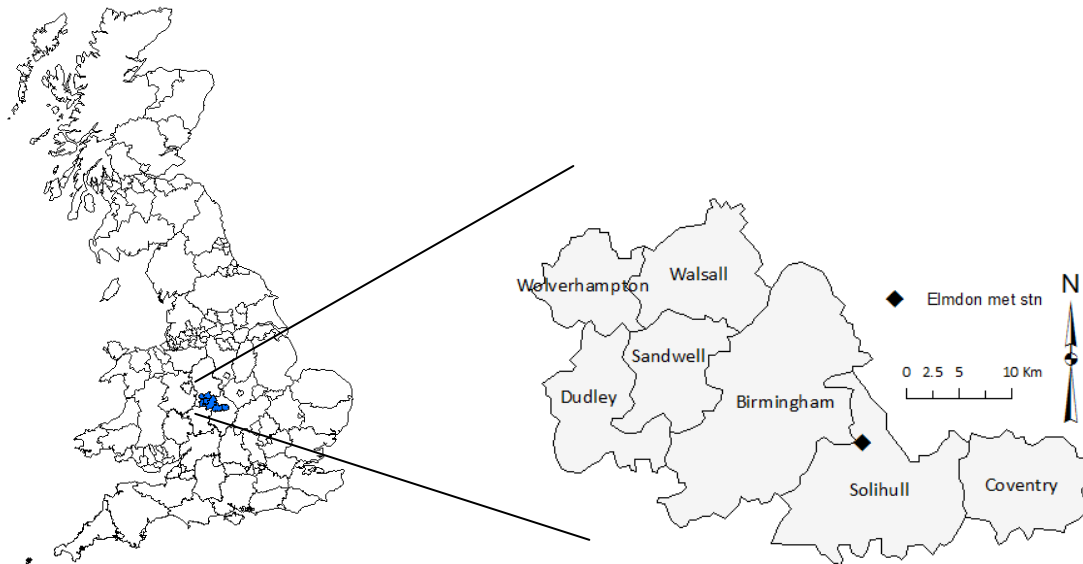 Walsall
Wolverhampton
N
Elmdon met stn
Sandwell
0 2.5 5 10 Km
Dudley
Birmingham
Solihull
Coventry